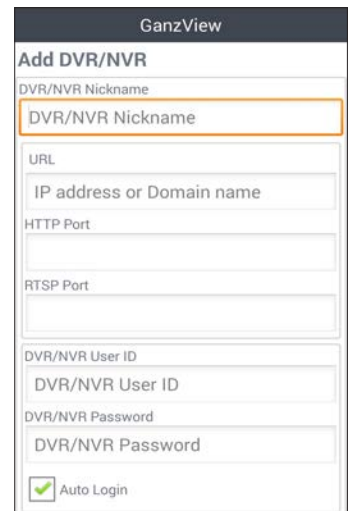 GanzView
Add DVR/NVR
DVR/NVR Nickname
DVR/NVR Nickname
URL
IP address or Domain name
HTTP Port
RTSP Port
DVR/NVR User ID
DVR/NVR User ID
DVR/NVR Password
DVR/NVR Password
Auto Login